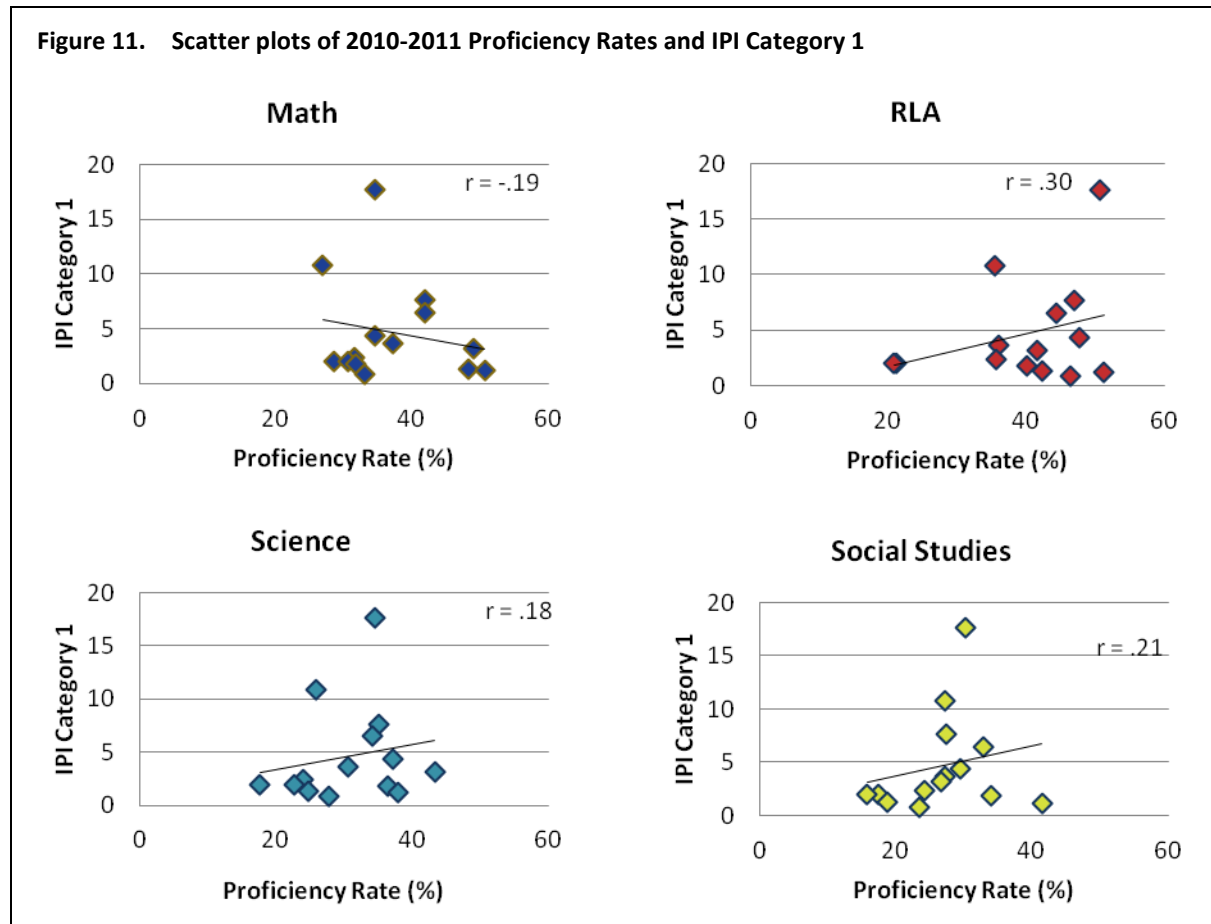 Figure 11. Scatter plots of 2010-2011 Proficiency Rates and IPI Category 1
Math
r = -.19
IPI Category 1
20
15
10
5
0
0 20 40 60
Proficiency Rate (%)
RLA
r = .30
IPI Category 1
20
15
10
5
0
0 20 40 60
Proficiency Rate (%)
Science
r = .18
IPI Category 1
20
15
10
5
0
0 20 40 60
Proficiency Rate (%)
Social Studies
r = .21
IPI Category 1
20
15
10
5
0
0 20 40 60
Proficiency Rate (%)